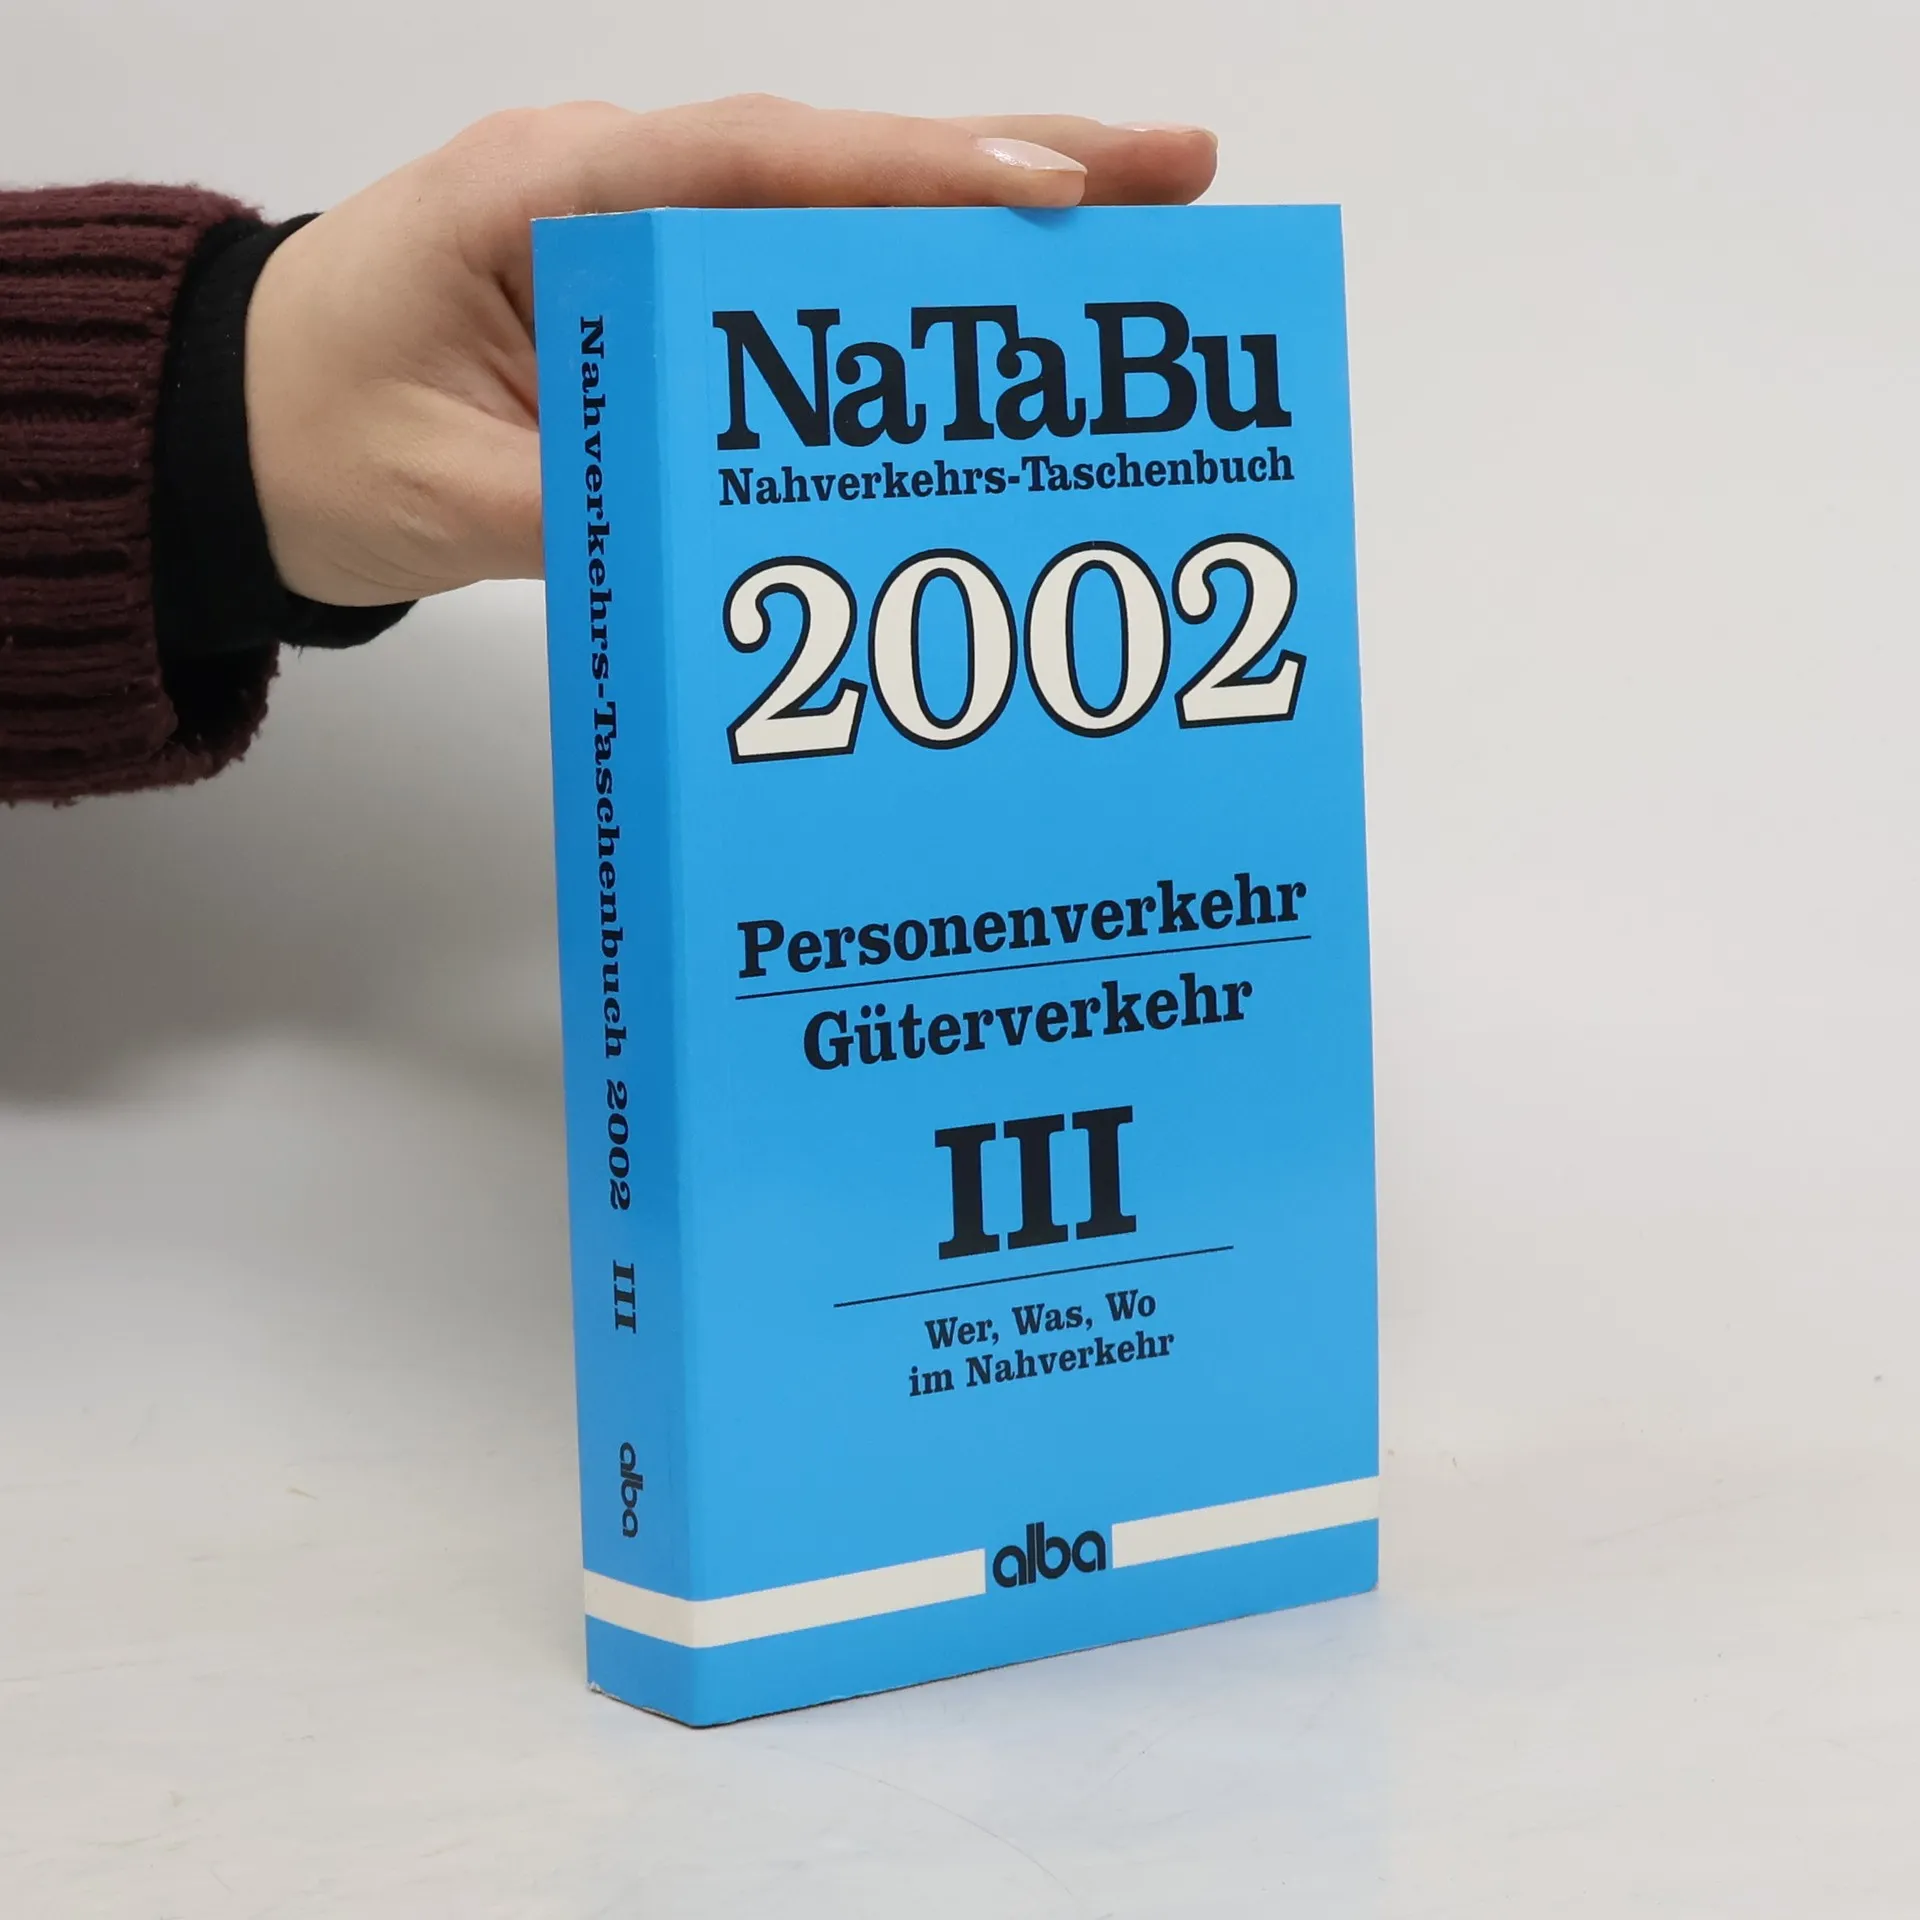 Nahverkehrs-Taschenbuch 2002 III
alba
NaTaBu
Nahverkehrs-Taschenbuch
2002
Personenverkehr
Güterverkehr
III
Wer, Was, Wo
im Nahverkehr
alba